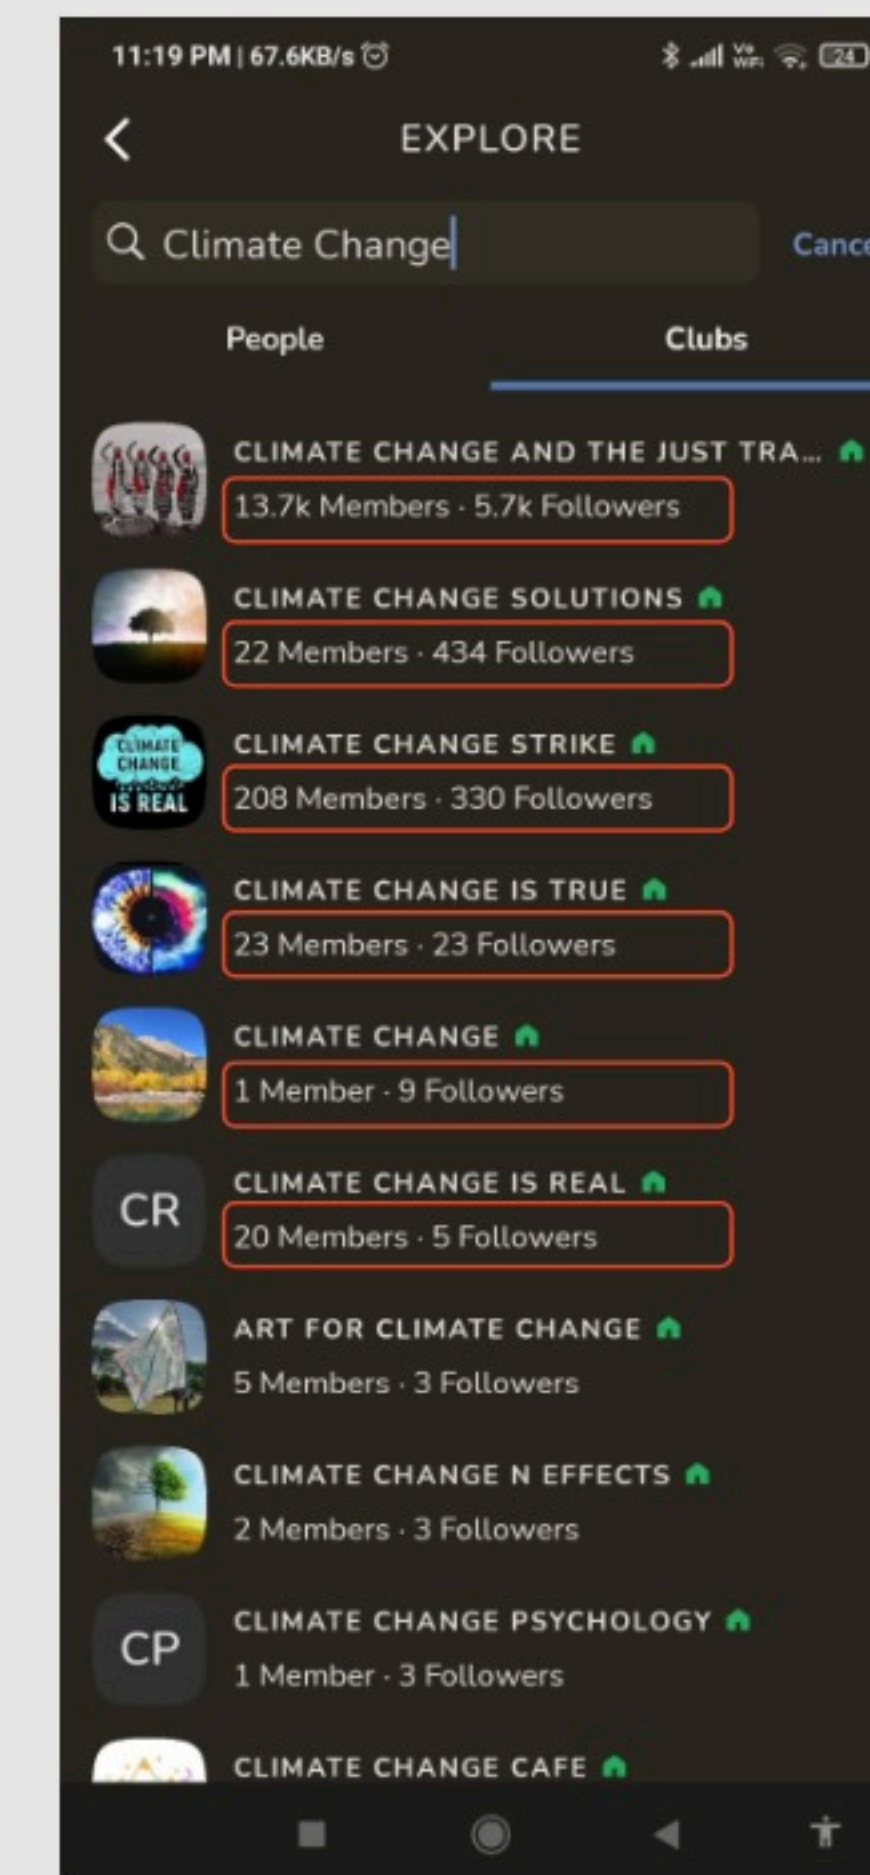 11:19 PM | 67.6KB/s
Vo
WiFi
24
EXPLORE
Climate Change
Cance
People
Clubs
CLIMATE CHANGE AND THE JUST TRA...
13.7k Members · 5.7k Followers
CLIMATE CHANGE SOLUTIONS
22 Members · 434 Followers
CLIMATE CHANGE STRIKE
CLIMATE
CHANGE
IS REAL
208 Members · 330 Followers
CLIMATE CHANGE IS TRUE
23 Members · 23 Followers
CLIMATE CHANGE
1 Member · 9 Followers
CR
CLIMATE CHANGE IS REAL
20 Members · 5 Followers
ART FOR CLIMATE CHANGE
5 Members · 3 Followers
CLIMATE CHANGE N EFFECTS
2 Members · 3 Followers
CP
CLIMATE CHANGE PSYCHOLOGY
1 Member · 3 Followers
CLIMATE CHANGE CAFE